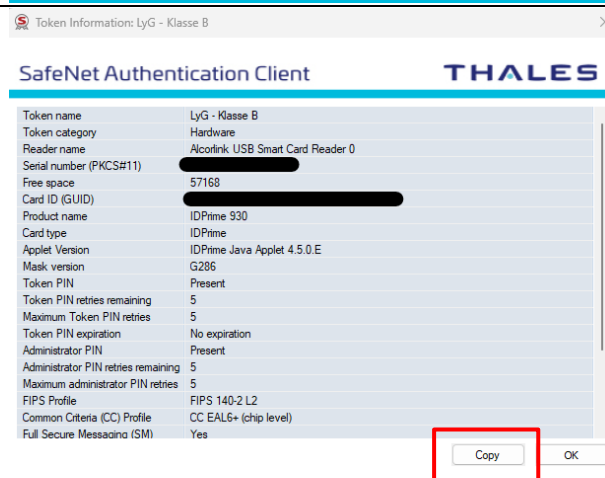 Token Information: LyG - Klasse B
SafeNet Authentication Client THALES
Token name LyG - Klasse B
Token category Hardware
Reader name Alcorlink USB Smart Card Reader 0
Serial number (PKCS#11)
Free space 57168
Card ID (GUID)
Product name IDPrime 930
Card type IDPrime
Applet Version IDPrime Java Applet 4.5.0.E
Mask version G286
Token PIN Present
Token PIN retries remaining 5
Maximum Token PIN retries 5
Token PIN expiration No expiration
Administrator PIN Present
Administrator PIN retries remaining 5
Maximum administrator PIN retries 5
FIPS Profile FIPS 140-2 L2
Common Criteria (CC) Profile CC EAL6+ (chip level)
Full Secure Messaging (SM) Yes
Copy OK